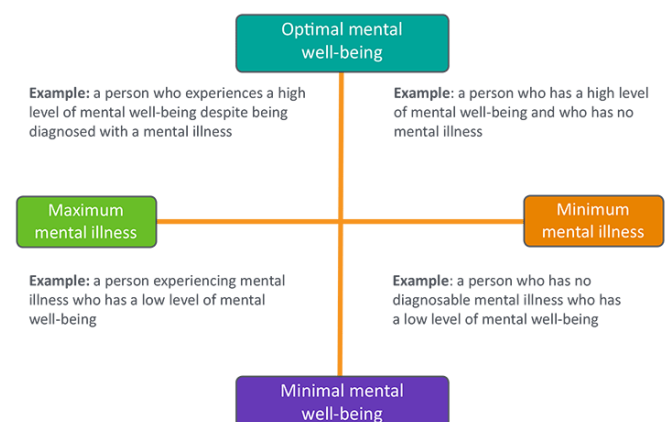 Optimal mental
well-being
Example: a person who experiences a high
level of mental well-being despite being
diagnosed with a mental illness
Example: a person who has a high level
of mental well-being and who has no
mental illness
Maximum
mental illness
Minimum
mental illness
Example: a person experiencing mental
illness who has a low level of mental
well-being
Example: a person who has no
diagnosable mental illness who has
a low level of mental well-being
Minimal mental
well-being